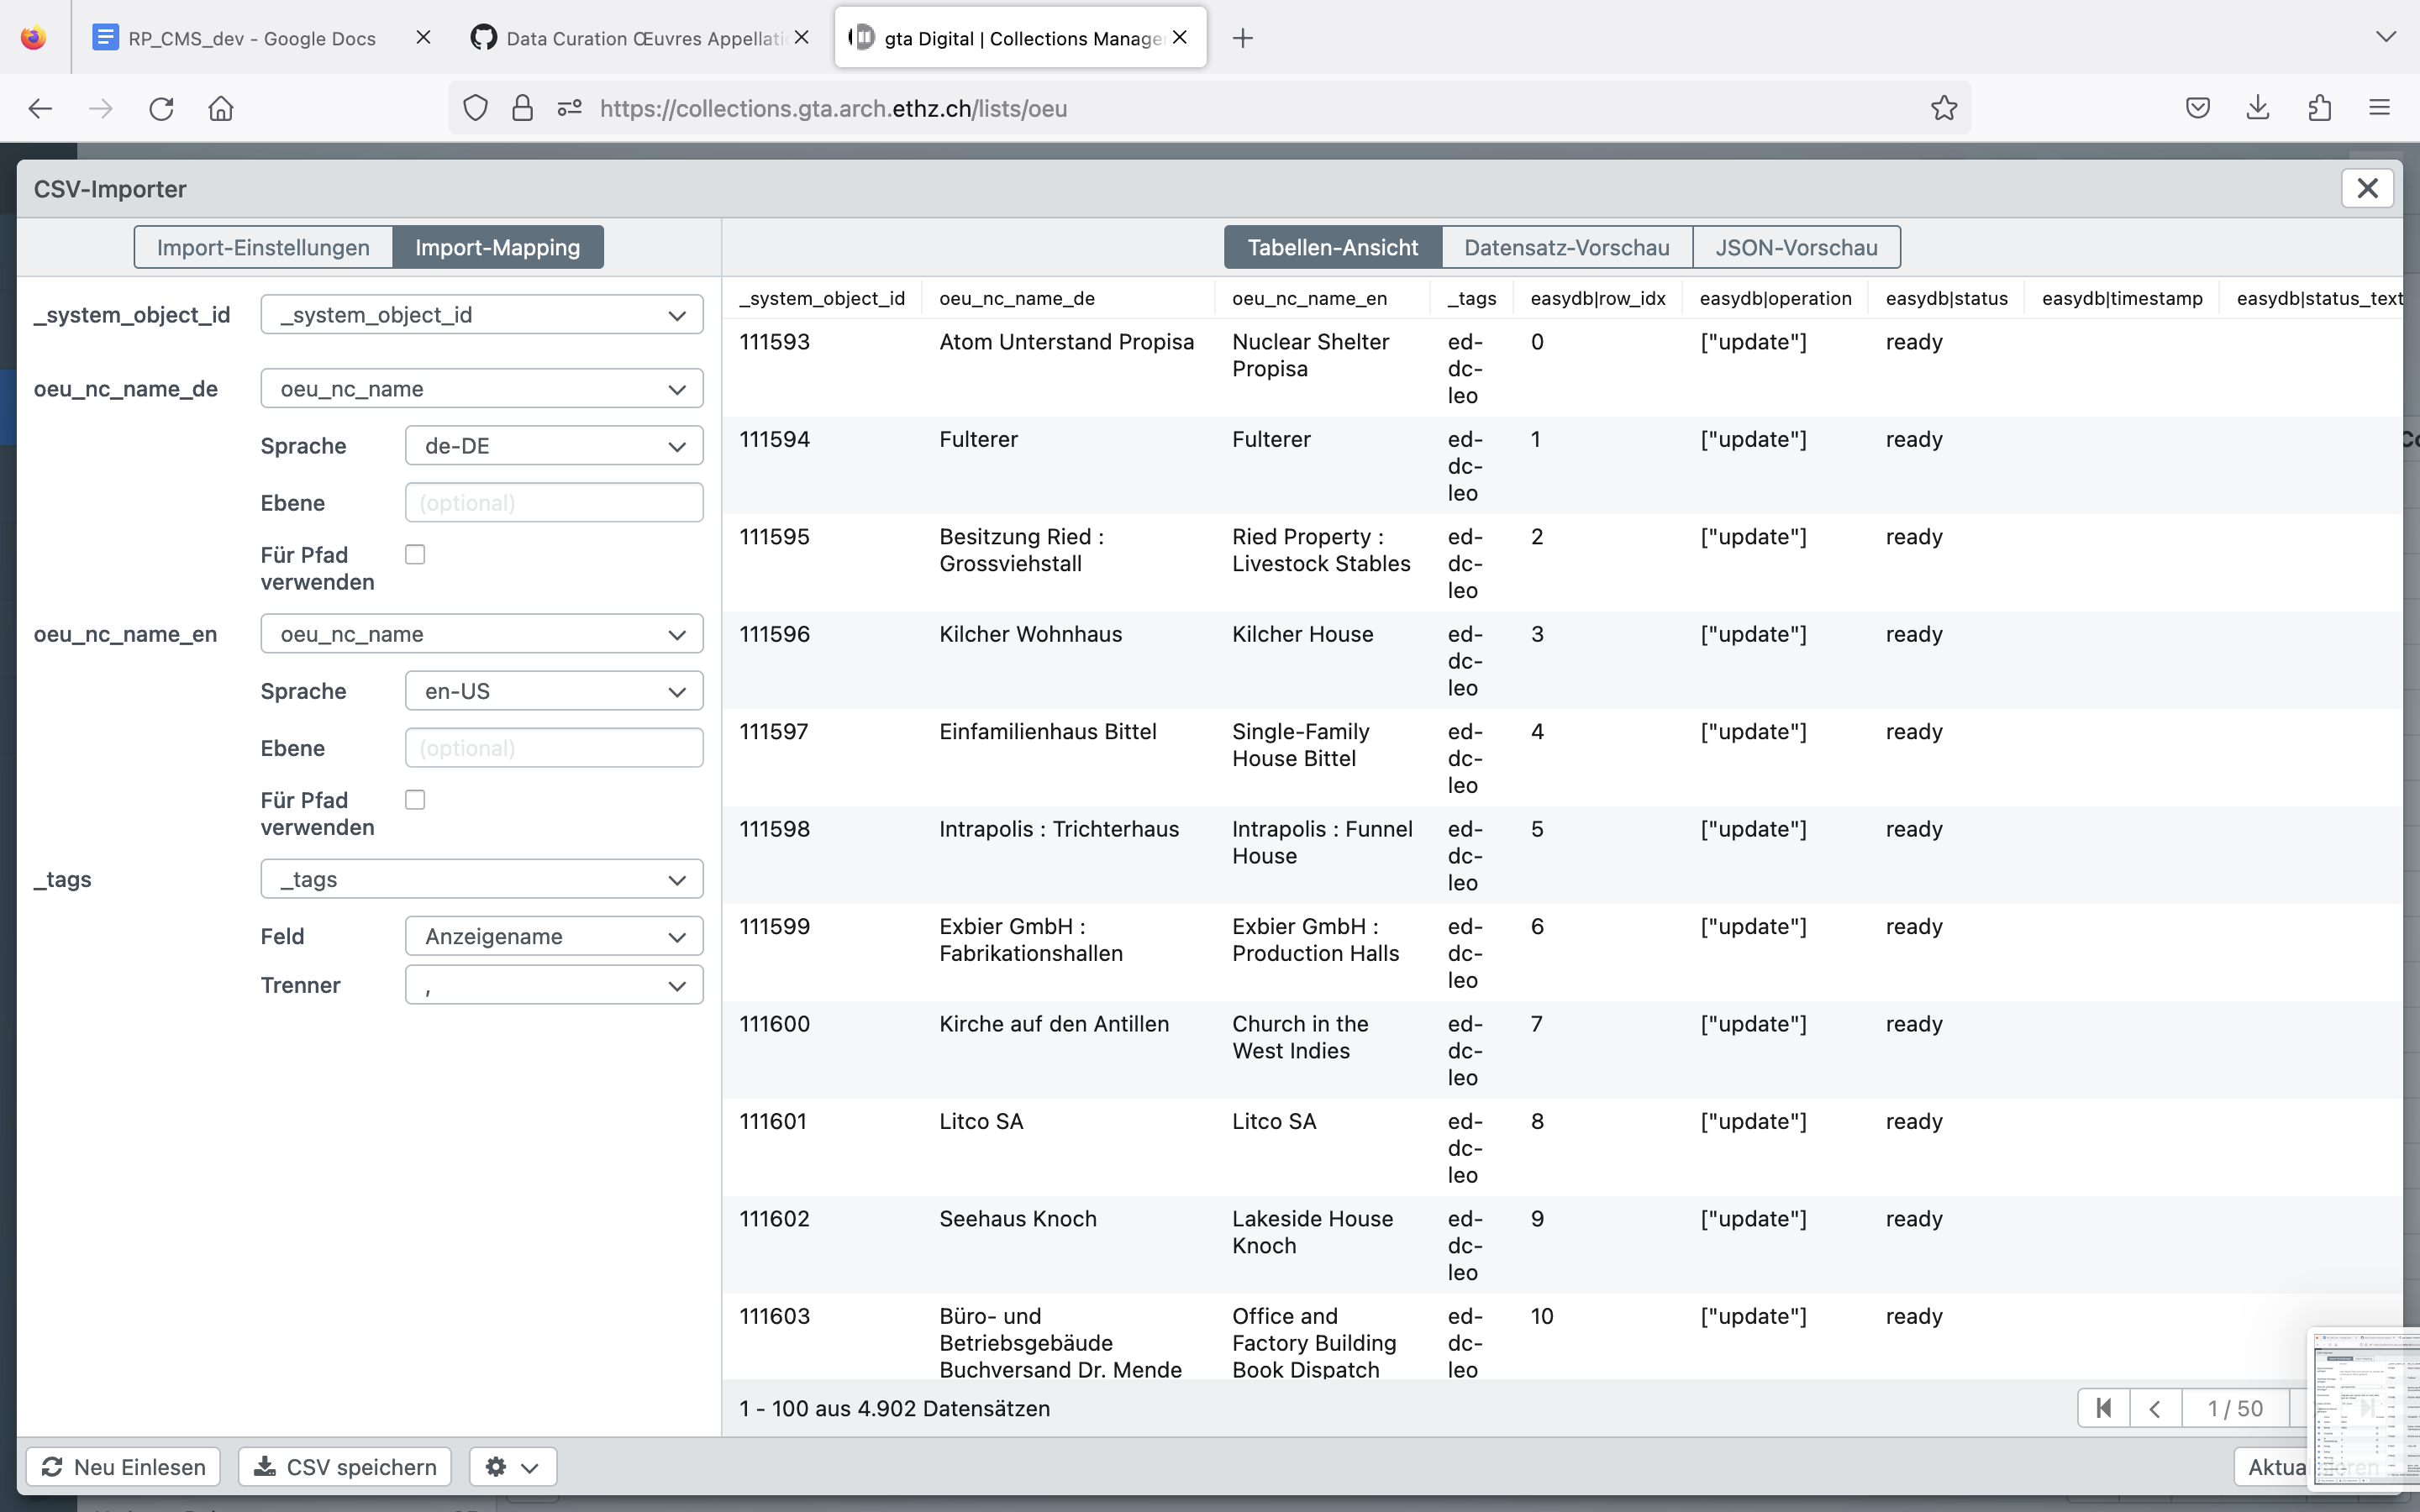 RP_CMS_dev - Google Docs
Data Curation Œuvres Appellati
gta Digital | Collections Manage
https://collections.gta.arch.ethz.ch/lists/oeu
CSV-Importer
Import-Einstellungen Import-Mapping
Tabellen-Ansicht Datensatz-Vorschau JSON-Vorschau
_system_object_id _system_object_id
oeu_nc_name_de oeu_nc_name
Sprache de-DE
Ebene (optional)
Für Pfad
verwenden
oeu_nc_name_en oeu_nc_name
Sprache en-US
Ebene (optional)
Für Pfad
verwenden
_tags _tags
Feld Anzeigename
Trenner ,
_system_object_id oeu_nc_name_de oeu_nc_name_en _tags easydb|row_idx easydb|operation easydb|status easydb|timestamp easydb|status_text
111593 Atom Unterstand Propisa Nuclear Shelter ed- 0 ["update"] ready
Propisa dc-
leo
111594 Fulterer Fulterer ed- 1 ["update"] ready
dc-
leo
111595 Besitzung Ried : Ried Property : ed- 2 ["update"] ready
Grossviehstall Livestock Stables dc-
leo
111596 Kilcher Wohnhaus Kilcher House ed- 3 ["update"] ready
dc-
leo
111597 Einfamilienhaus Bittel Single-Family ed- 4 ["update"] ready
House Bittel dc-
leo
111598 Intrapolis : Trichterhaus Intrapolis : Funnel ed- 5 ["update"] ready
House dc-
leo
111599 Exbier GmbH : Exbier GmbH : ed- 6 ["update"] ready
Fabrikationshallen Production Halls dc-
leo
111600 Kirche auf den Antillen Church in the ed- 7 ["update"] ready
West Indies dc-
leo
111601 Litco SA Litco SA ed- 8 ["update"] ready
dc-
leo
111602 Seehaus Knoch Lakeside House ed- 9 ["update"] ready
Knoch dc-
leo
111603 Büro- und Office and ed- 10 ["update"] ready
Betriebsgebäude Factory Building dc-
Buchversand Dr. Mende Book Dispatch leo
1 - 100 aus 4.902 Datensätzen
1 / 50
Neu Einlesen CSV speichern